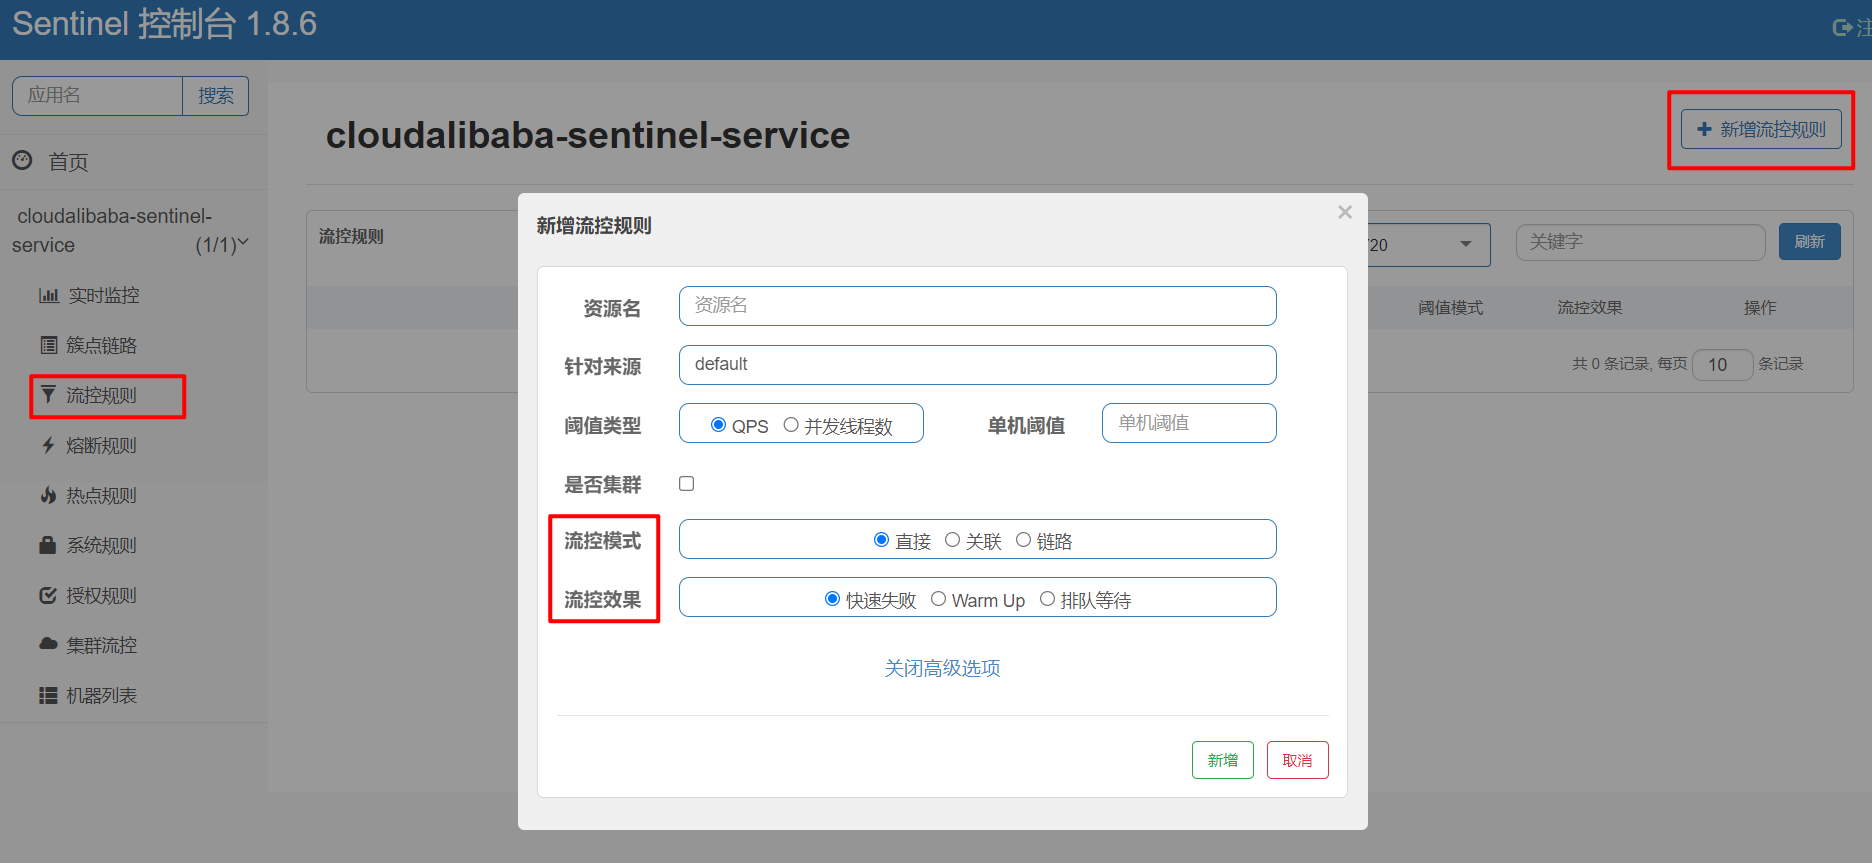 Sentinel 控制台 1.8.6
注
应用名
搜索
首页
cloudalibaba-sentinel-
service (1/1)
实时监控
簇点链路
流控规则
熔断规则
热点规则
系统规则
授权规则
集群流控
机器列表
cloudalibaba-sentinel-service
新增流控规则
流控规则
20
关键字
刷新
阈值模式 流控效果 操作
共 0 条记录, 每页 10 条记录
新增流控规则
×
资源名 资源名
针对来源 default
阈值类型 QPS 并发线程数 单机阈值 单机阈值
是否集群
流控模式 直接 关联 链路
流控效果 快速失败 Warm Up 排队等待
关闭高级选项
新增 取消